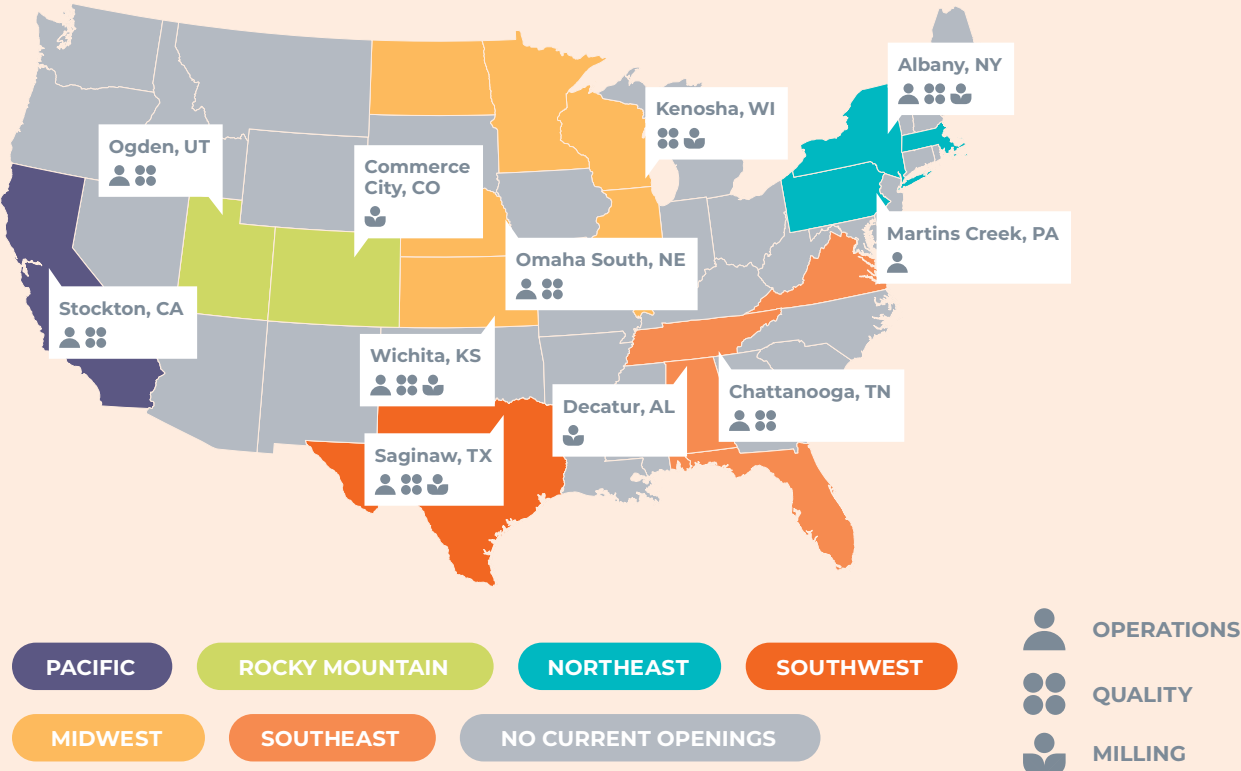 Albany, NY
Kenosha, WI
Ogden, UT
Commerce
City, CO
Martins Creek, PA
Omaha South, NE
Stockton, CA
Wichita, KS
Chattanooga, TN
Decatur, AL
Saginaw, TX
OPERATIONS
PACIFIC
ROCKY MOUNTAIN
NORTHEAST
SOUTHWEST
QUALITY
MIDWEST
SOUTHEAST
NO CURRENT OPENINGS
MILLING